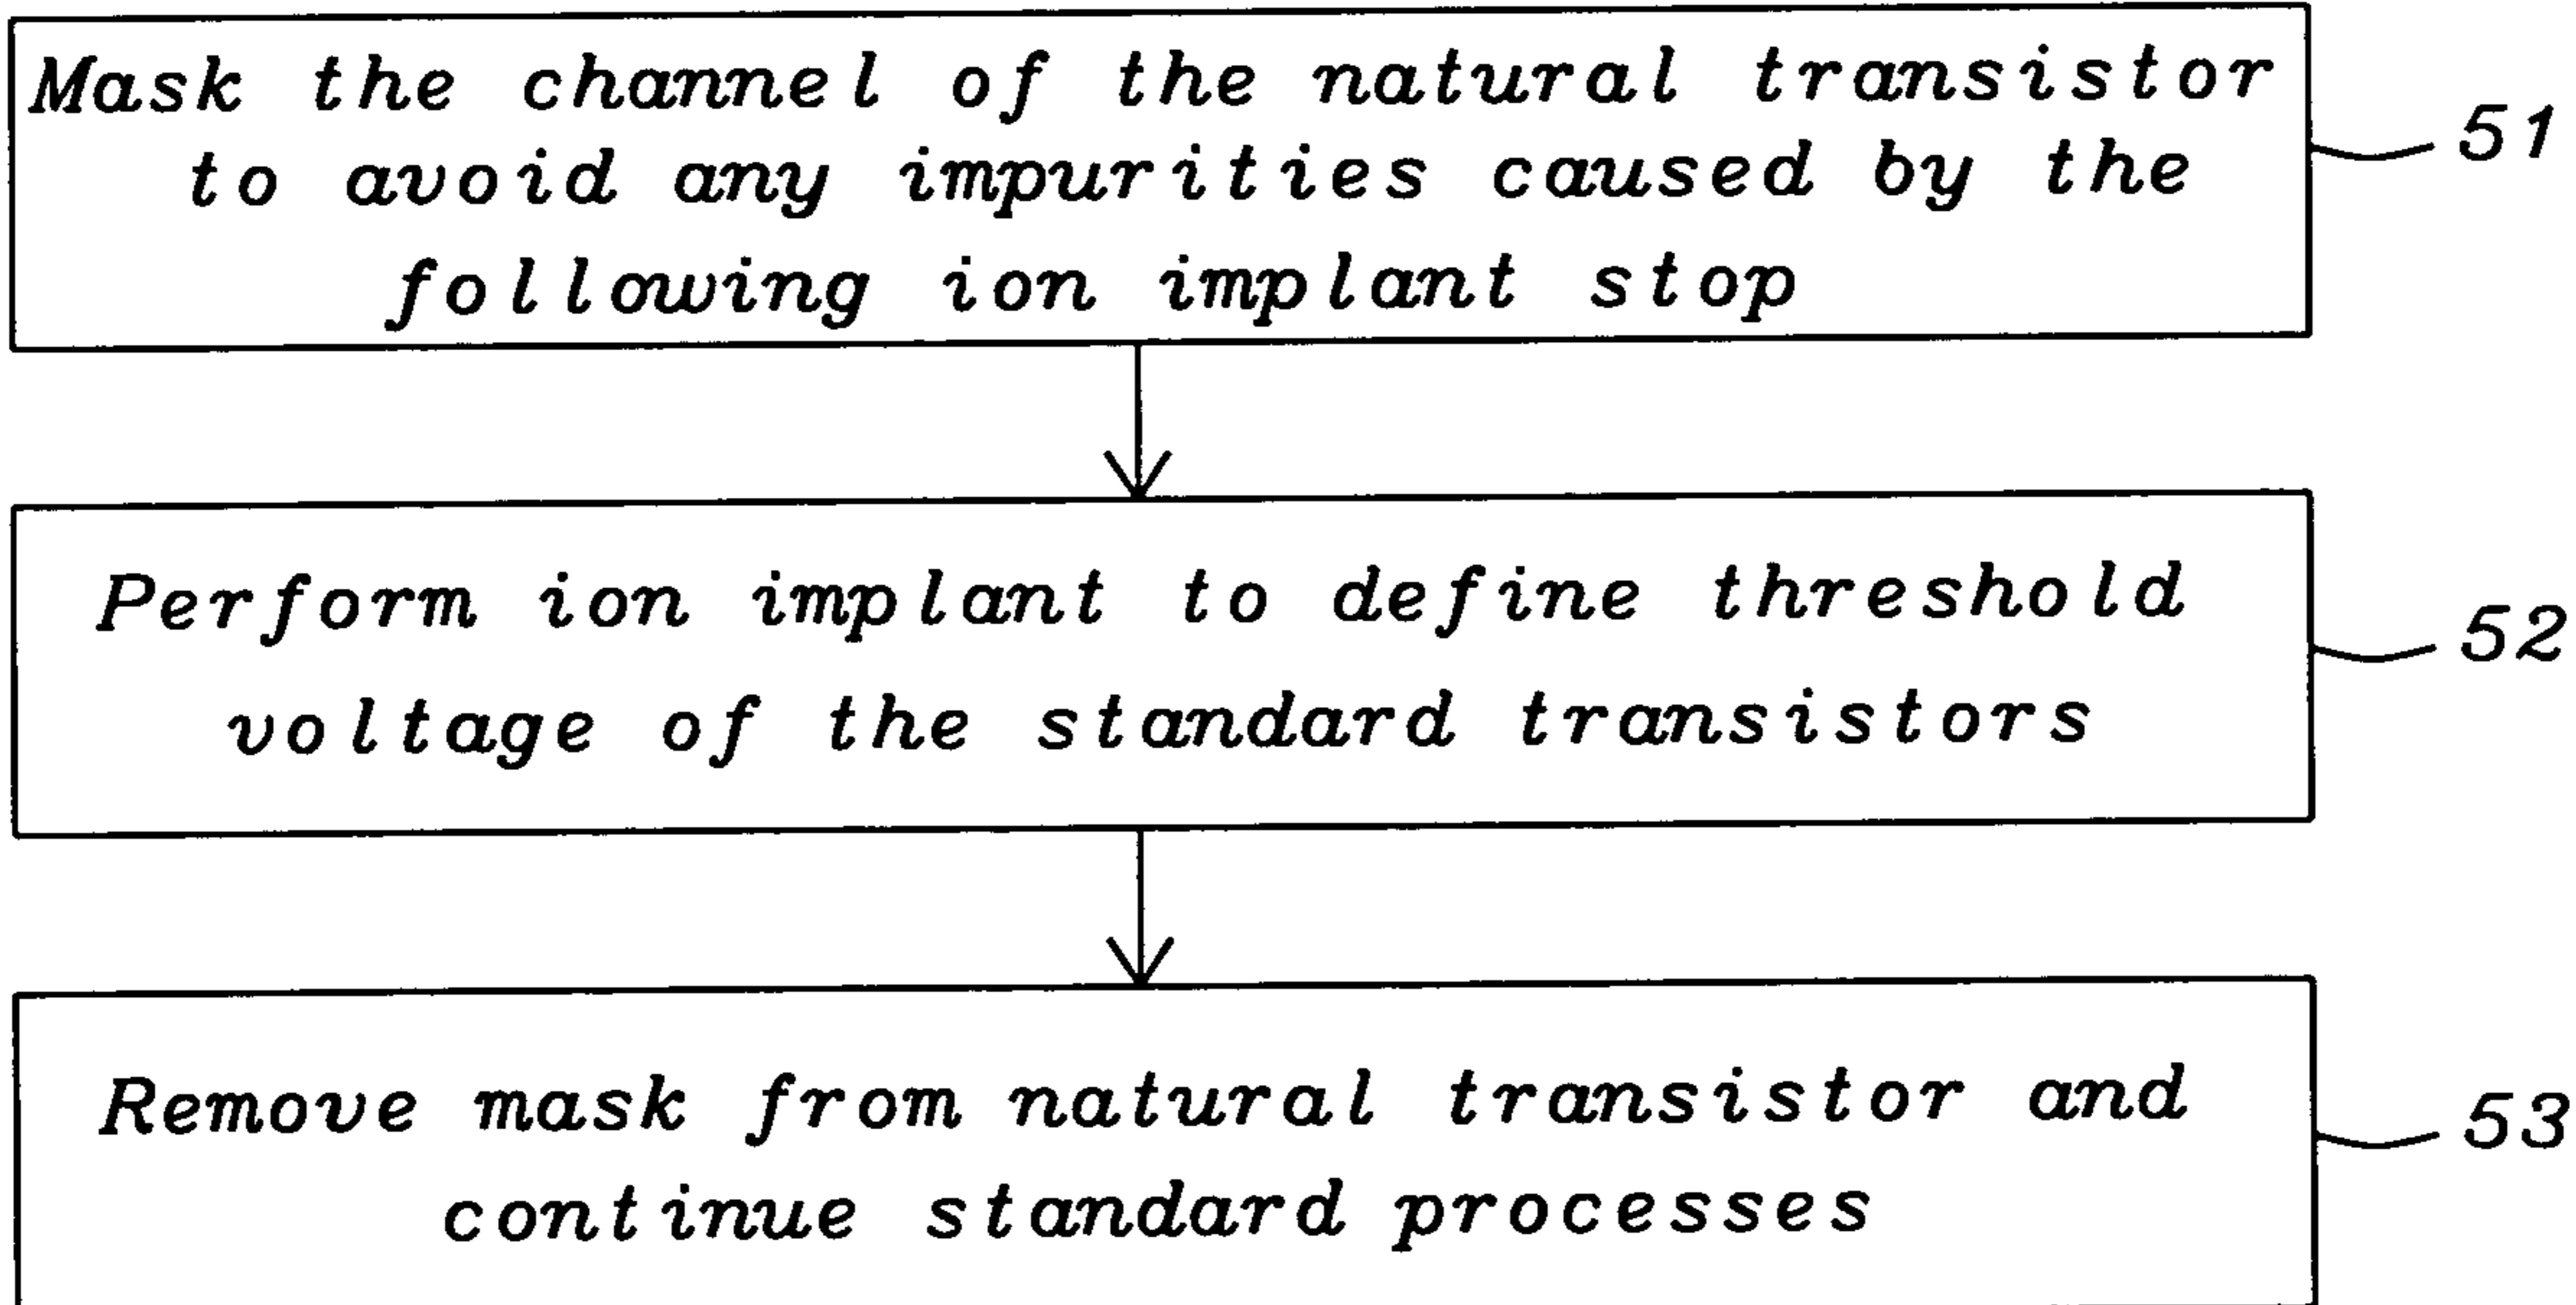 Mask the channel of the natural transistor
to avoid any impurities caused by the
following ion implant stop
51
Perform ion implant to define threshold
voltage of the standard transistors
52
Remove mask from natural transistor and
continue standard processes
53